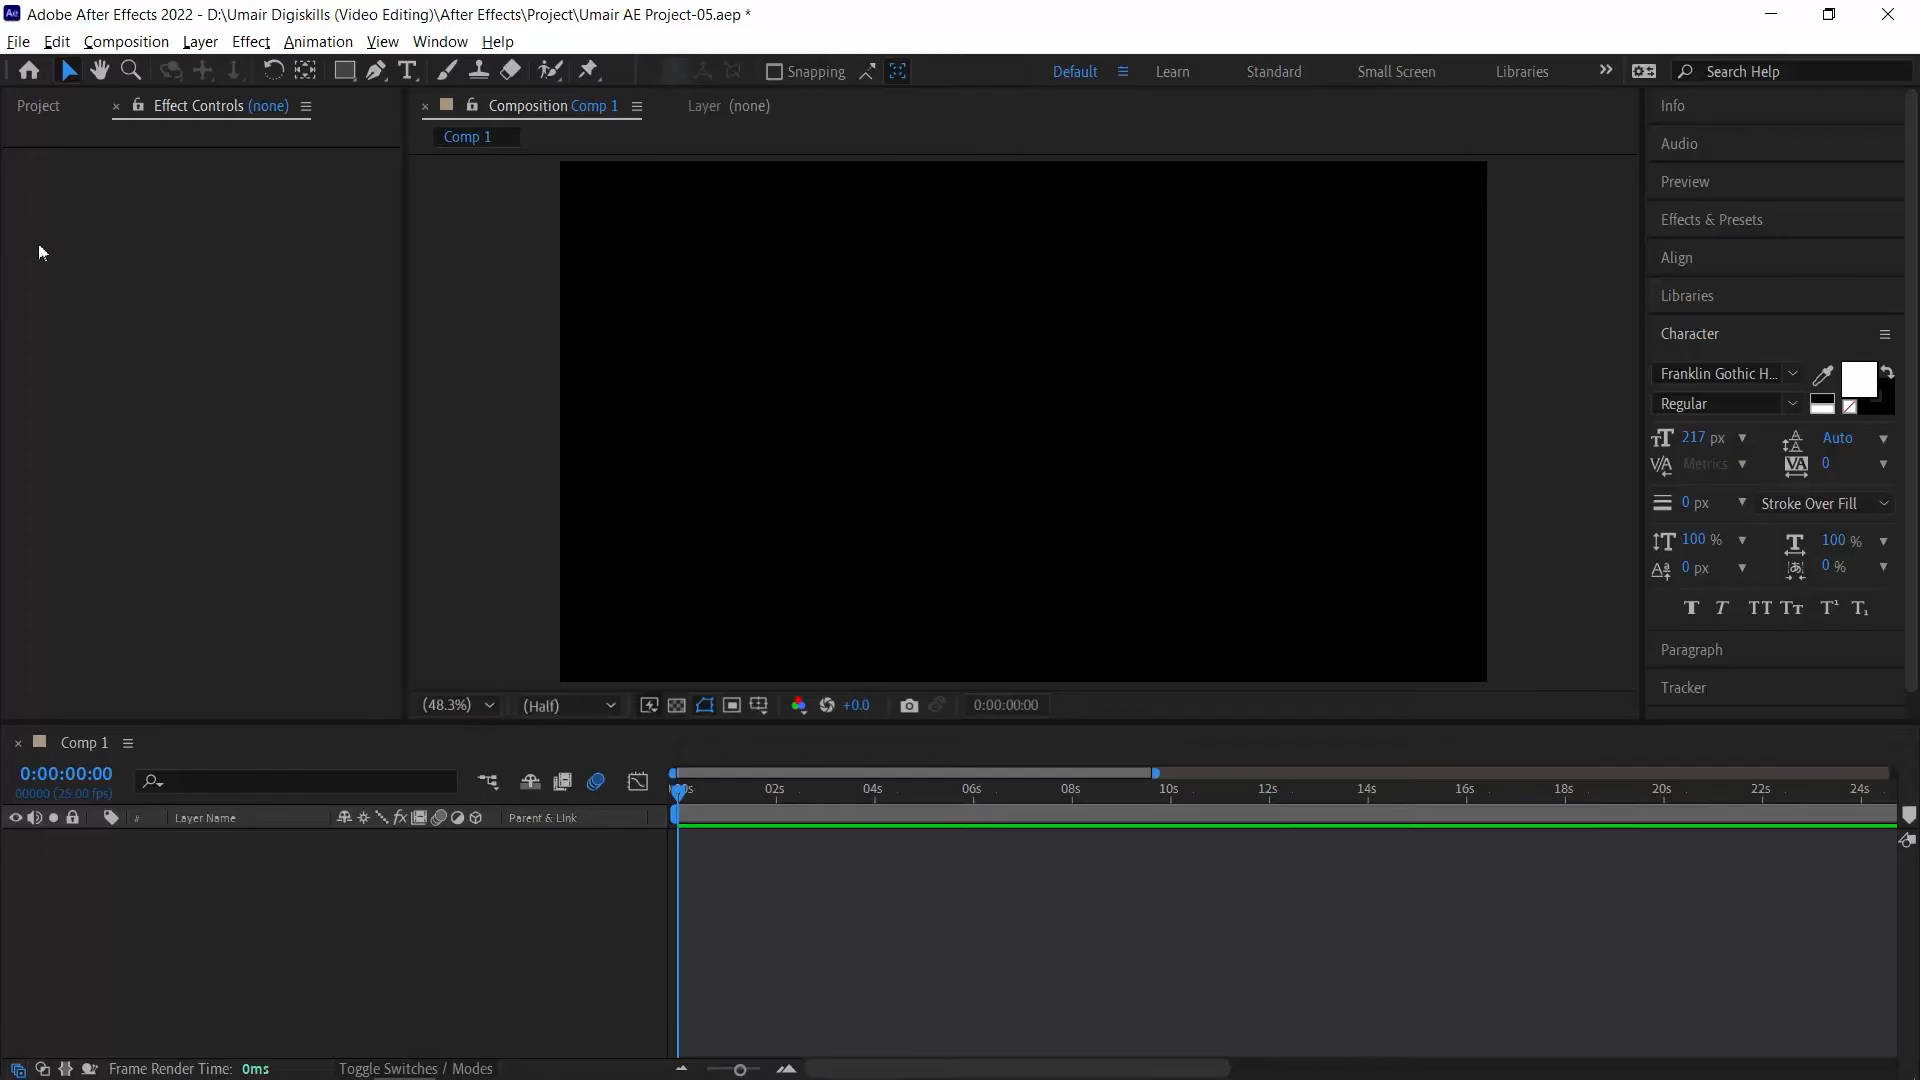 Adobe After Effects 2022 - D:\Umair Digiskills (Video Editing)\After Effects\Project\Umair AE Project-05.aep *
File Edit Composition Layer Effect Animation View Window Help
Snapping Default Learn Standard Small Screen Libraries Search Help
Project Effect Controls (none) Composition Comp 1 Layer (none)
Comp 1
Info
Audio
Preview
Effects & Presets
Align
Libraries
Character
Franklin Gothic H...
Regular
217 px Auto
Metrics 0
0 px Stroke Over Fill
100 % 100 %
0 px 0 %
Paragraph
Tracker
(48.3%) (Half) +0.0 0:00:00:00
Comp 1
0:00:00:00
00000 (25.00 fps)
02s 04s 06s 08s 10s 12s 14s 16s 18s 20s 22s 24s
# Layer Name Parent & Link
Frame Render Time: 0ms Toggle Switches / Modes